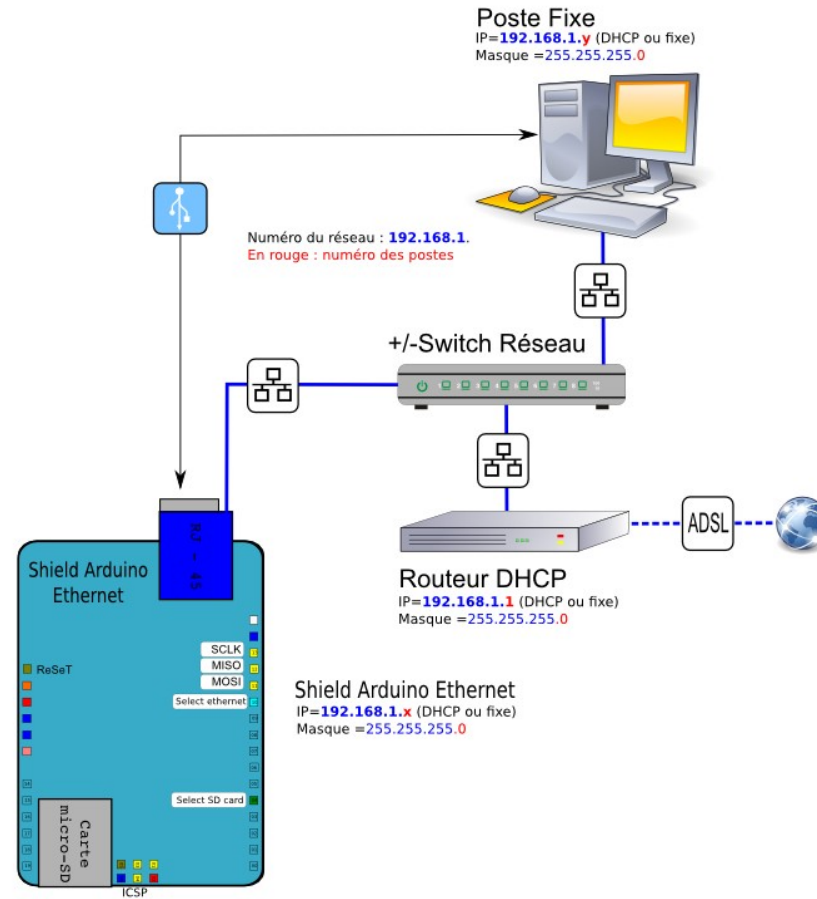 Poste Fixe
IP=192.168.1.y (DHCP ou fixe)
Masque =255.255.255.0
Numéro du réseau : 192.168.1.
En rouge : numéro des postes
+/-Switch Réseau
ADSL
RJ - 45
Routeur DHCP
IP=192.168.1.1 (DHCP ou fixe)
Masque =255.255.255.0
Shield Arduino
Ethernet
SCLK
MISO
MOSI
ReSeT
Select ethernet
Shield Arduino Ethernet
IP=192.168.1.x (DHCP ou fixe)
Masque =255.255.255.0
Select SD card
Carte
micro-SD
ICSP